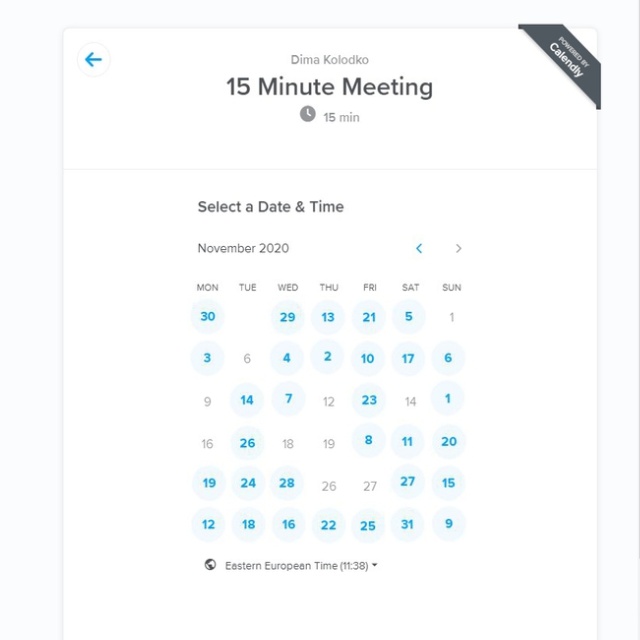 POWERED BY
Calendly
Dima Kolodko
15 Minute Meeting
15 min
Select a Date & Time
November 2020
MON TUE WED THU FRI SAT SUN
30 29 13 21 5 1
3 6 4 2 10 17 6
9 14 7 12 23 14 1
16 26 18 19 8 11 20
19 24 28 26 27 27 15
12 18 16 22 25 31 9
Eastern European Time (11:38)